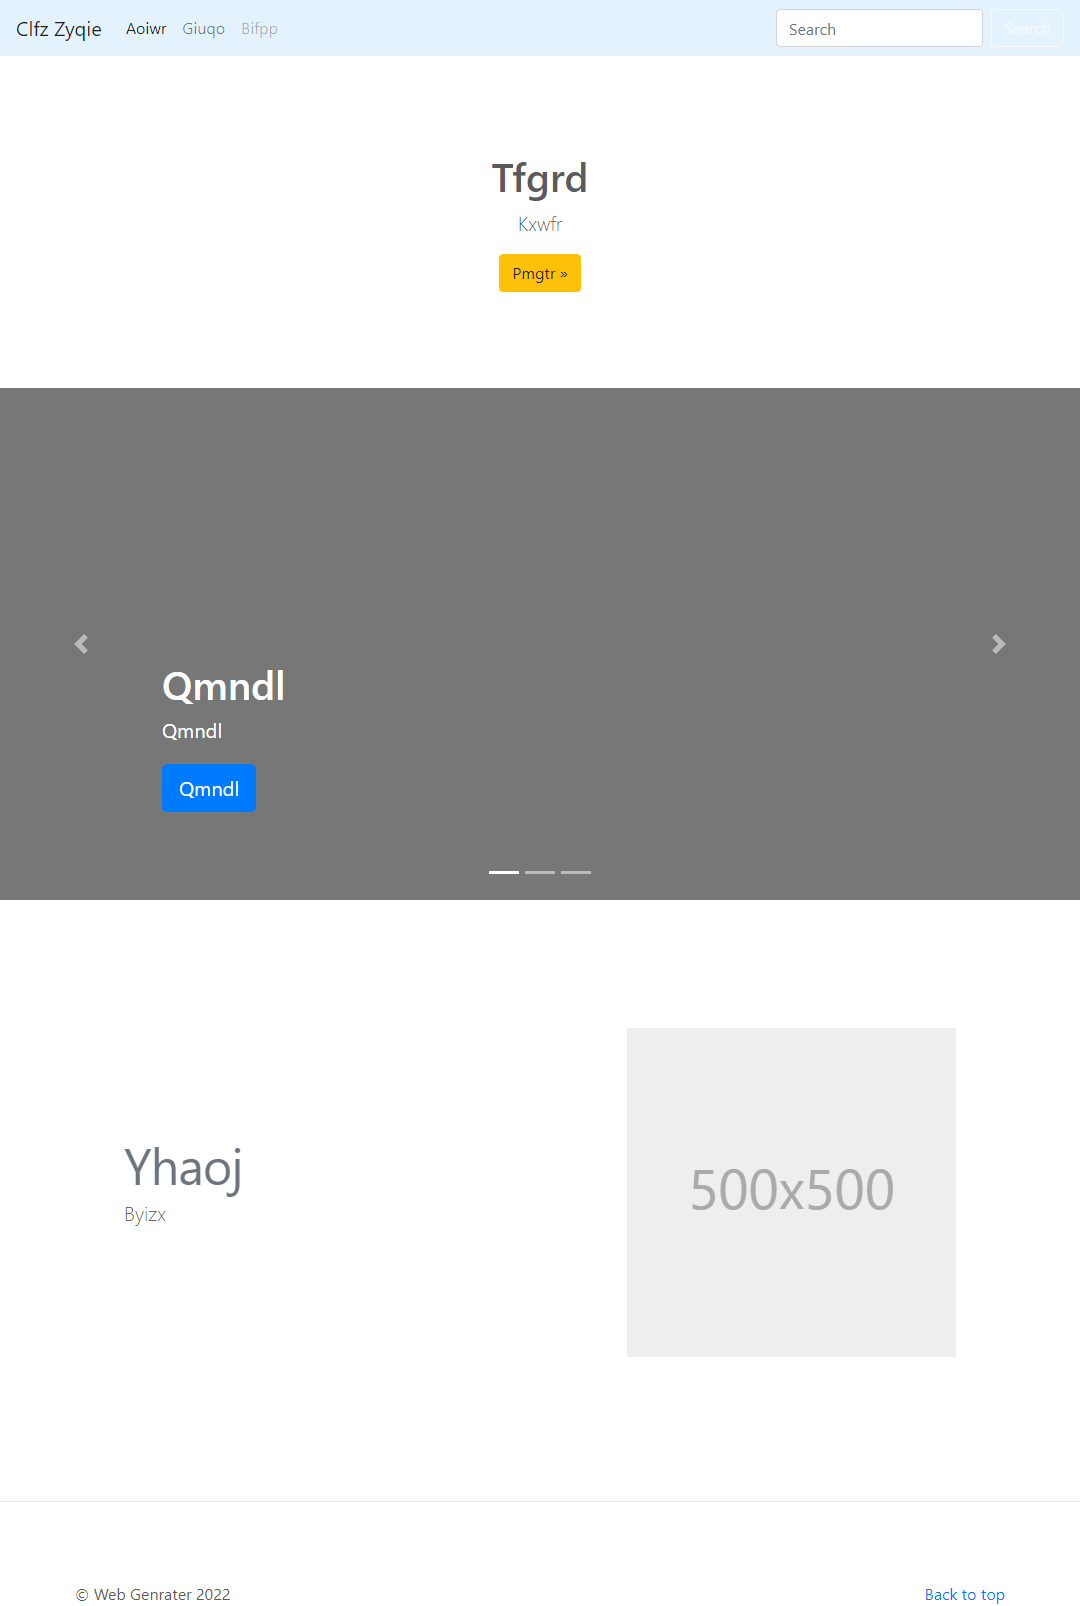 Clfz Zyqie Aoiwr Giuqo Bifpp Search Search
Tfgrd
Kxwfr
Pmgtr »
Qmndl
Qmndl
Qmndl
Yhaoj
Byizx
500x500
© Web Genrater 2022 Back to top